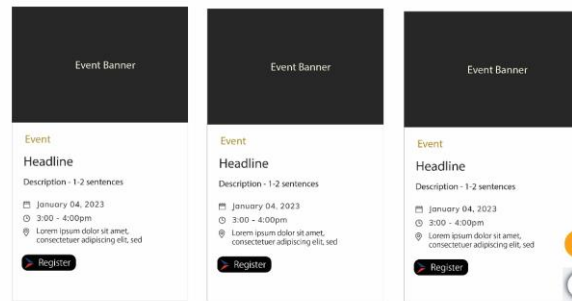 Event Banner
Event
Headline
Description - 1-2 sentences
January 04, 2023
3:00 - 4:00pm
Lorem ipsum dolor sit amet,
consectetuer adipiscing elit, sed
Register
Event Banner
Event
Headline
Description - 1-2 sentences
January 04, 2023
3:00 - 4:00pm
Lorem ipsum dolor sit amet,
consectetuer adipiscing elit, sed
Register
Event Banner
Event
Headline
Description - 1-2 sentences
January 04, 2023
3:00 - 4:00pm
Lorem ipsum dolor sit amet,
consectetuer adipiscing elit, sed
Register